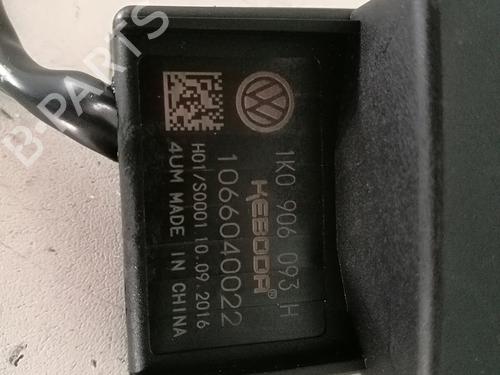 1K0 906 093 H
KEBODA®
1066040022
H01/S0001 10.09.2016
4UM MADE IN CHINA
B-PARTS